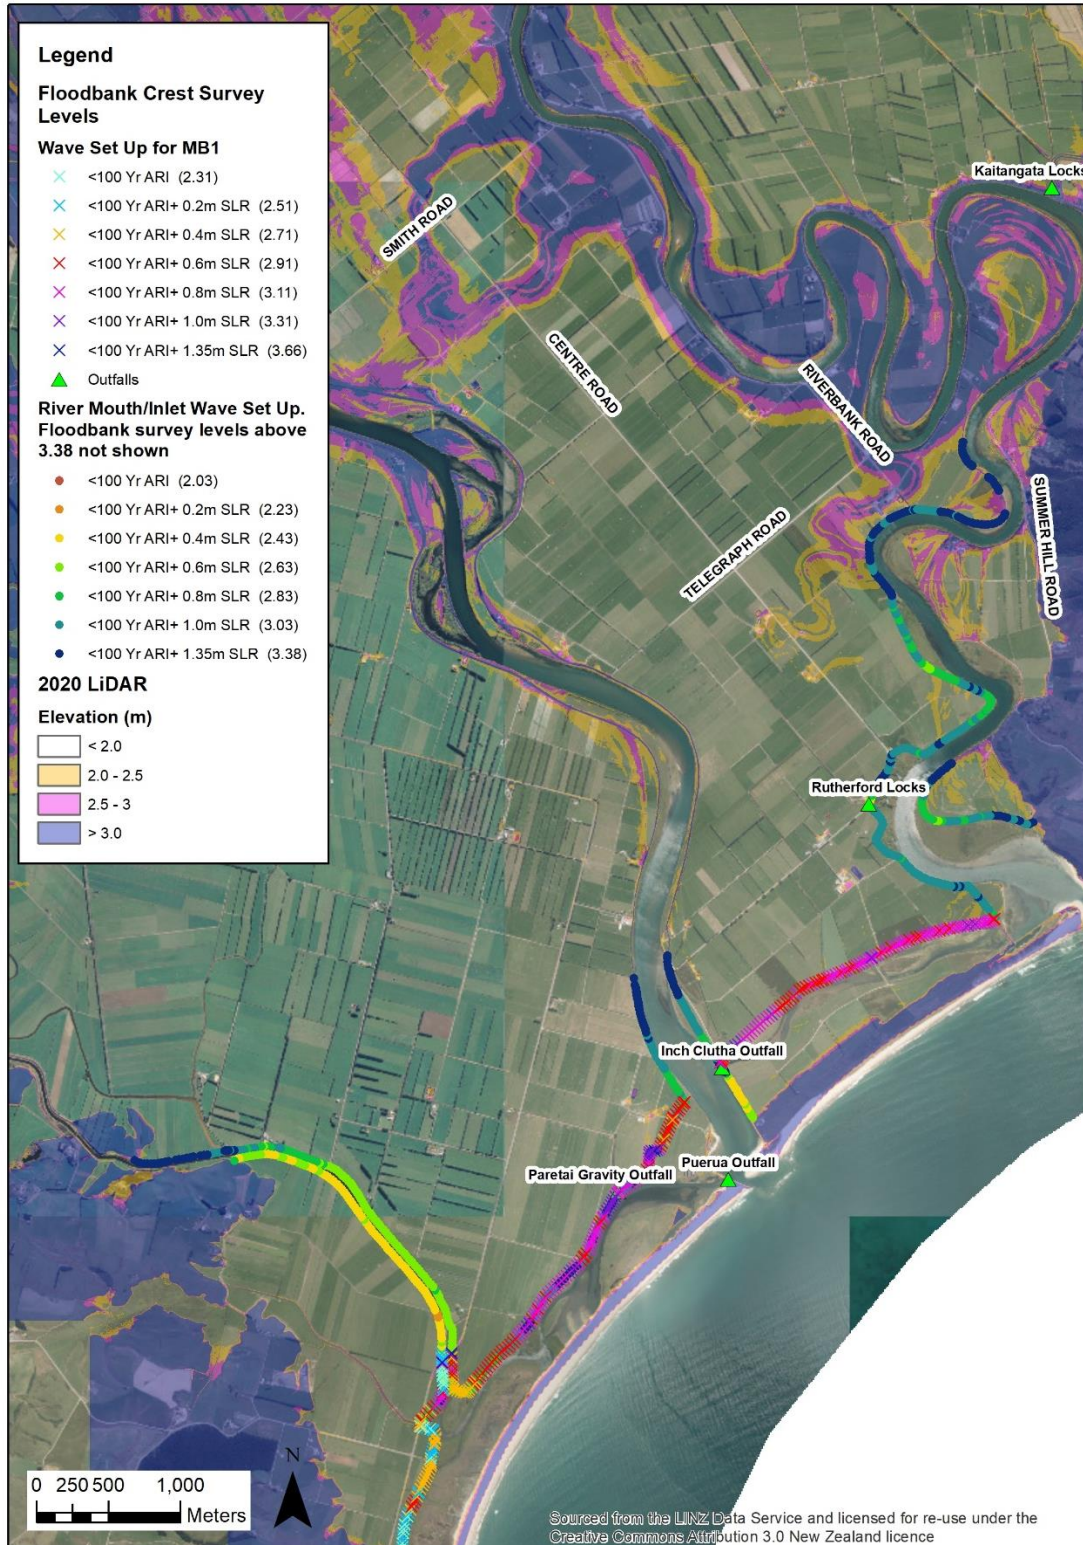 Legend
Floodbank Crest Survey
Levels
Wave Set Up for MB1
<100 Yr ARI (2.31)
<100 Yr ARI+ 0.2m SLR (2.51)
<100 Yr ARI+ 0.4m SLR (2.71)
<100 Yr ARI+ 0.6m SLR (2.91)
<100 Yr ARI+ 0.8m SLR (3.11)
<100 Yr ARI+ 1.0m SLR (3.31)
<100 Yr ARI+ 1.35m SLR (3.66)
Outfalls
River Mouth/Inlet Wave Set Up.
Floodbank survey levels above
3.38 not shown
<100 Yr ARI (2.03)
<100 Yr ARI+ 0.2m SLR (2.23)
<100 Yr ARI+ 0.4m SLR (2.43)
<100 Yr ARI+ 0.6m SLR (2.63)
<100 Yr ARI+ 0.8m SLR (2.83)
<100 Yr ARI+ 1.0m SLR (3.03)
<100 Yr ARI+ 1.35m SLR (3.38)
2020 LiDAR
Elevation (m)
< 2.0
2.0 - 2.5
2.5 - 3
> 3.0
Kaitangata Locks
SMITH ROAD
CENTRE ROAD
RIVERBANK ROAD
TELEGRAPH ROAD
SUMMER HILL ROAD
Rutherford Locks
Inch Clutha Outfall
Puerua Outfall
Paretai Gravity Outfall
N
0 250 500 1,000
Meters
Sourced from the LINZ Data Service and licensed for re-use under the
Creative Commons Attribution 3.0 New Zealand licence